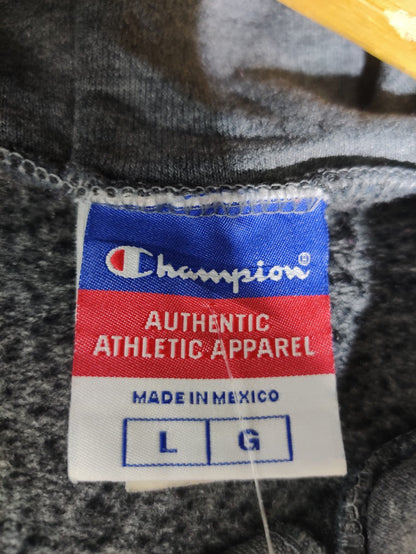 Champion®
AUTHENTIC
ATHLETIC APPAREL
MADE IN MEXICO
L G